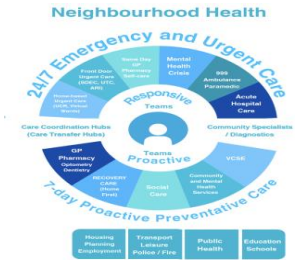 Neighbourhood Health
24/7 Emergency and Urgent Care
Same Day
GP
Pharmacy
Self-care
Mental
Health
Crisis
Front Door
Urgent Care
(SDEC, UTC,
ARI)
999
Ambulance
Paramedic
Home-based
Urgent Care
(UCR, Virtual
Wards)
Acute
Hospital
Care
Responsive
Teams
Care Coordination Hubs
(Care Transfer Hubs)
Community Specialists
/ Diagnostics
Teams
Proactive
GP
Pharmacy
Optometry
Dentistry
VCSE
RECOVERY
CARE
(Home
First)
Social
Care
Community
and Mental
Health
Services
7-day Proactive Preventative Care
Housing
Planning
Employment
Transport
Leisure
Police / Fire
Public
Health
Education
Schools